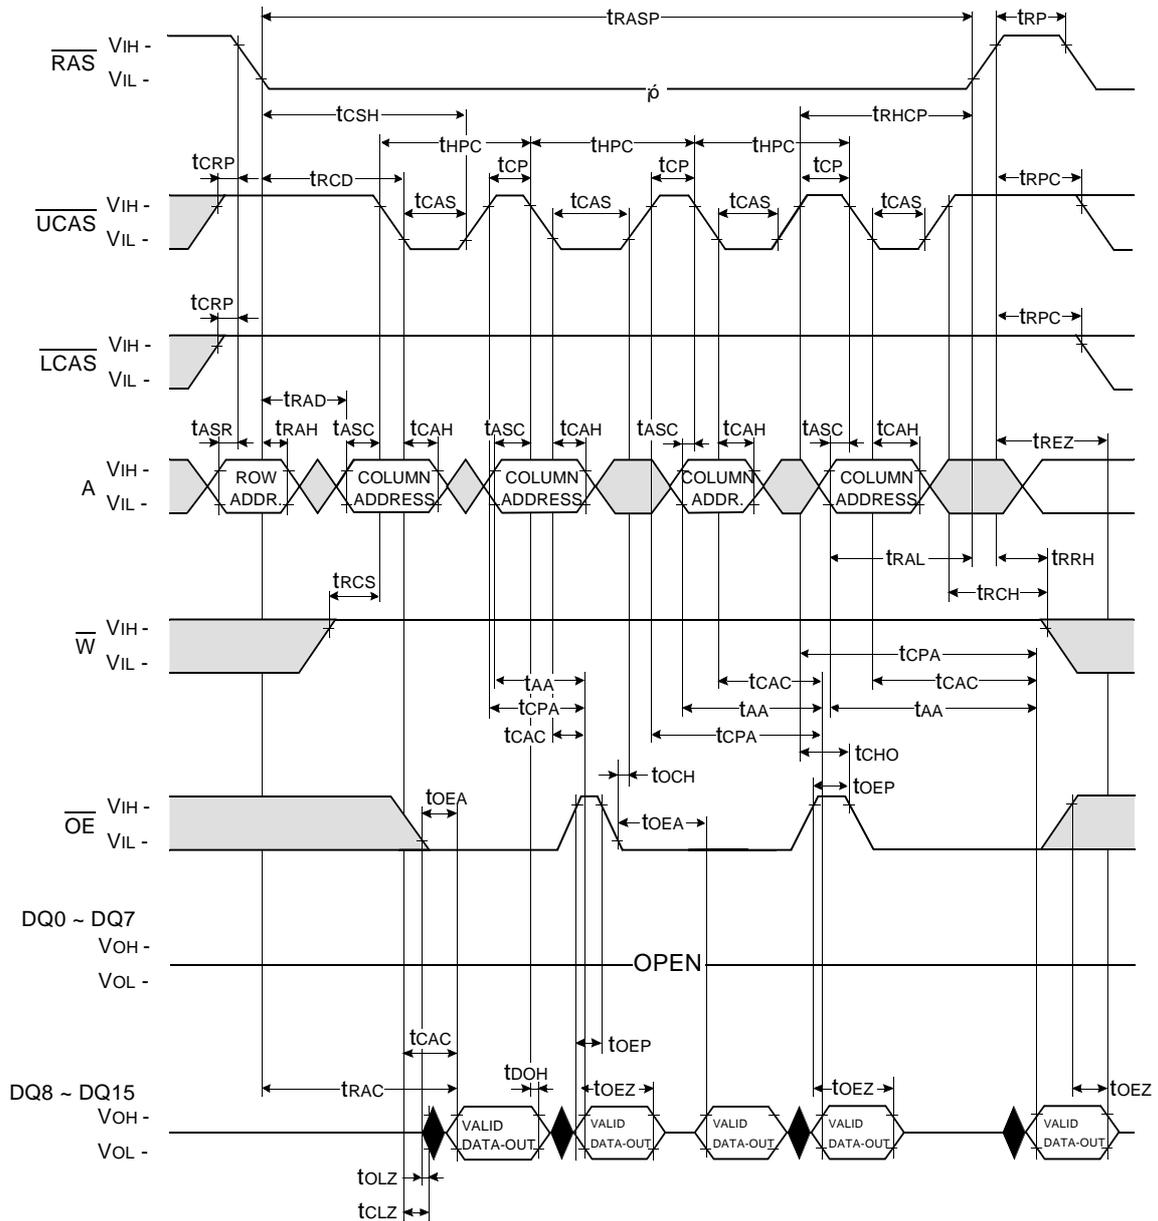 tRASP tRP
RAS VIH -
VIL -
tCSH tRHCP
tHPC tHPC tHPC
tCRP tRCD tCP tCP tCP tRPC
UCAS VIH -
VIL -
tCAS tCAS tCAS tCAS
tCRP tRPC
LCAS VIH -
VIL -
tRAD
tASR tRAH tASC tCAH tASC tCAH tASC tCAH tASC tCAH tREZ
A VIH -
VIL -
ROW ADDR.
COLUMN ADDRESS
COLUMN ADDRESS
COLUMN ADDR.
COLUMN ADDRESS
tRAL tRRH
tRCS tRCH
W VIH -
VIL -
tCPA
tAA tCAC tCAC
tCPA tAA tAA
tCAC tCPA
tCHO
tOCH tOEP
tOEA
OE VIH -
VIL -
tOEA
DQ0 ~ DQ7
VOH -
VOL -
OPEN
tCAC tOEP
tDOH
tRAC tOEZ tOEZ tOEZ
DQ8 ~ DQ15
VOH -
VOL -
VALID DATA-OUT
VALID DATA-OUT
VALID DATA-OUT
VALID DATA-OUT
VALID DATA-OUT
tOLZ
tCLZ